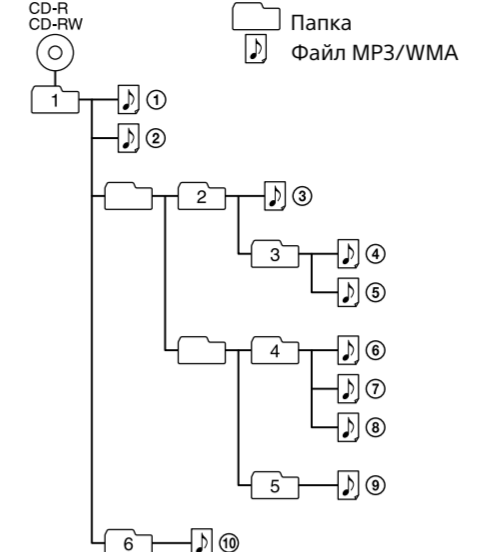 CD-R
CD-RW
Папка
Файл MP3/WMA
1 ①
②
2 ③
3 ④
⑤
4 ⑥
⑦
⑧
5 ⑨
6 ⑩